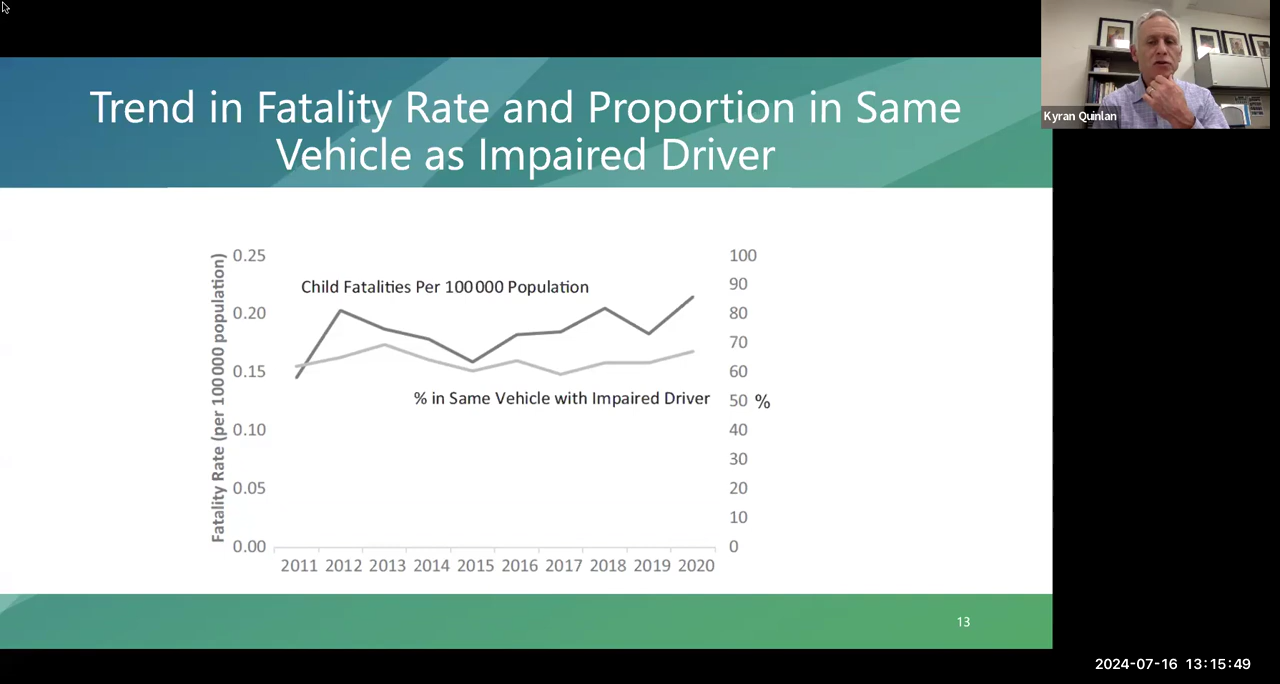 Kyran Quinlan
Trend in Fatality Rate and Proportion in Same
Vehicle as Impaired Driver
Fatality Rate (per 100 000 population)
0.25
0.20
0.15
0.10
0.05
0.00
Child Fatalities Per 100 000 Population
% in Same Vehicle with Impaired Driver
100
90
80
70
60
50
40
30
20
10
0
%
2011 2012 2013 2014 2015 2016 2017 2018 2019 2020
13
2024-07-16 13:15:49